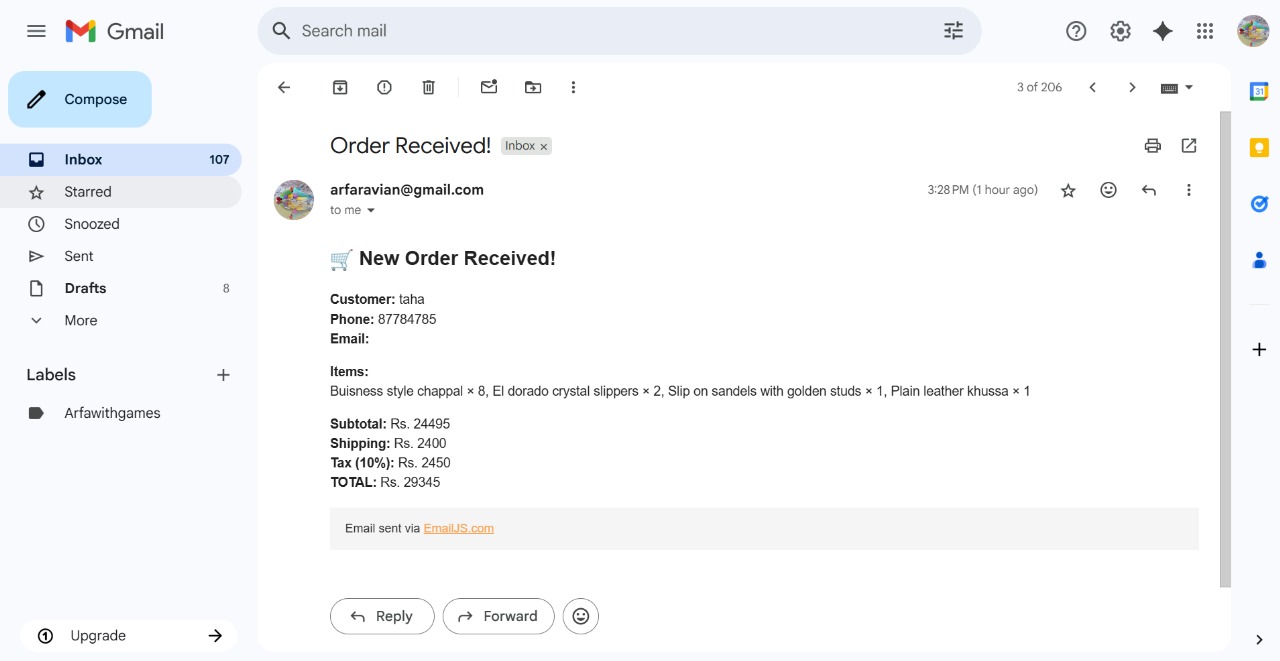 Gmail
Search mail
Compose
3 of 206
Inbox 107
Starred
Snoozed
Sent
Drafts 8
More
Labels
Arfawithgames
Upgrade
Order Received! Inbox ×
arfaravian@gmail.com 3:28 PM (1 hour ago)
to me
🛒 New Order Received!
Customer: taha
Phone: 87784785
Email:
Items:
Buisness style chappal × 8, El dorado crystal slippers × 2, Slip on sandels with golden studs × 1, Plain leather khussa × 1
Subtotal: Rs. 24495
Shipping: Rs. 2400
Tax (10%): Rs. 2450
TOTAL: Rs. 29345
Email sent via EmailJS.com
Reply Forward
31